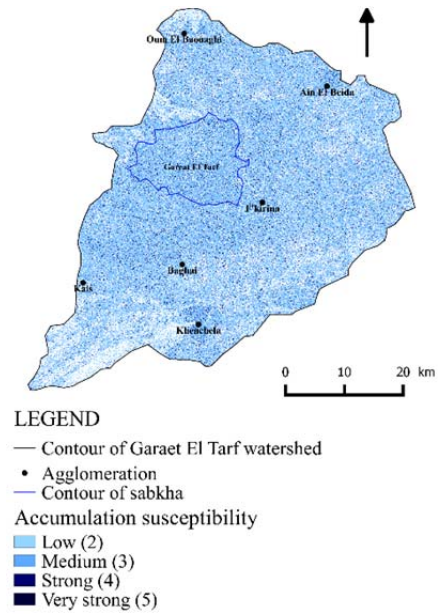 Oum El Bouaghi
Ain El Beida
Garaet El Tarf
F'kirina
Baghai
Kais
Khenchela
0 10 20 km
LEGEND
Contour of Garaet El Tarf watershed
Agglomeration
Contour of sabkha
Accumulation susceptibility
Low (2)
Medium (3)
Strong (4)
Very strong (5)